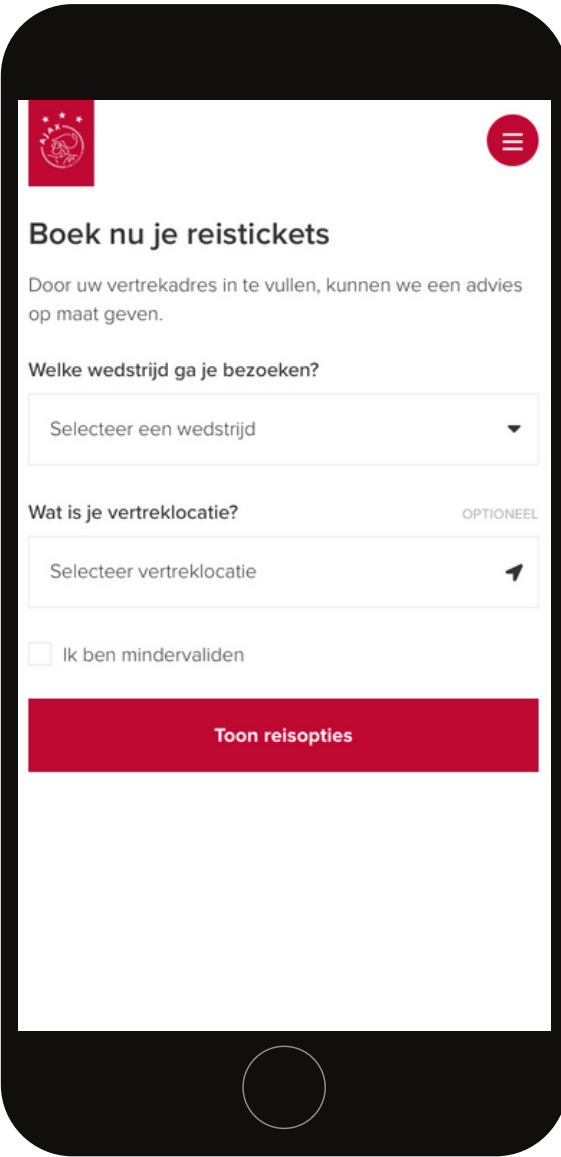 AJAX
Boek nu je reistickets
Door uw vertrekadres in te vullen, kunnen we een advies
op maat geven.
Welke wedstrijd ga je bezoeken?
Selecteer een wedstrijd
Wat is je vertreklocatie?
OPTIONEEL
Selecteer vertreklocatie
Ik ben mindervaliden
Toon reisopties